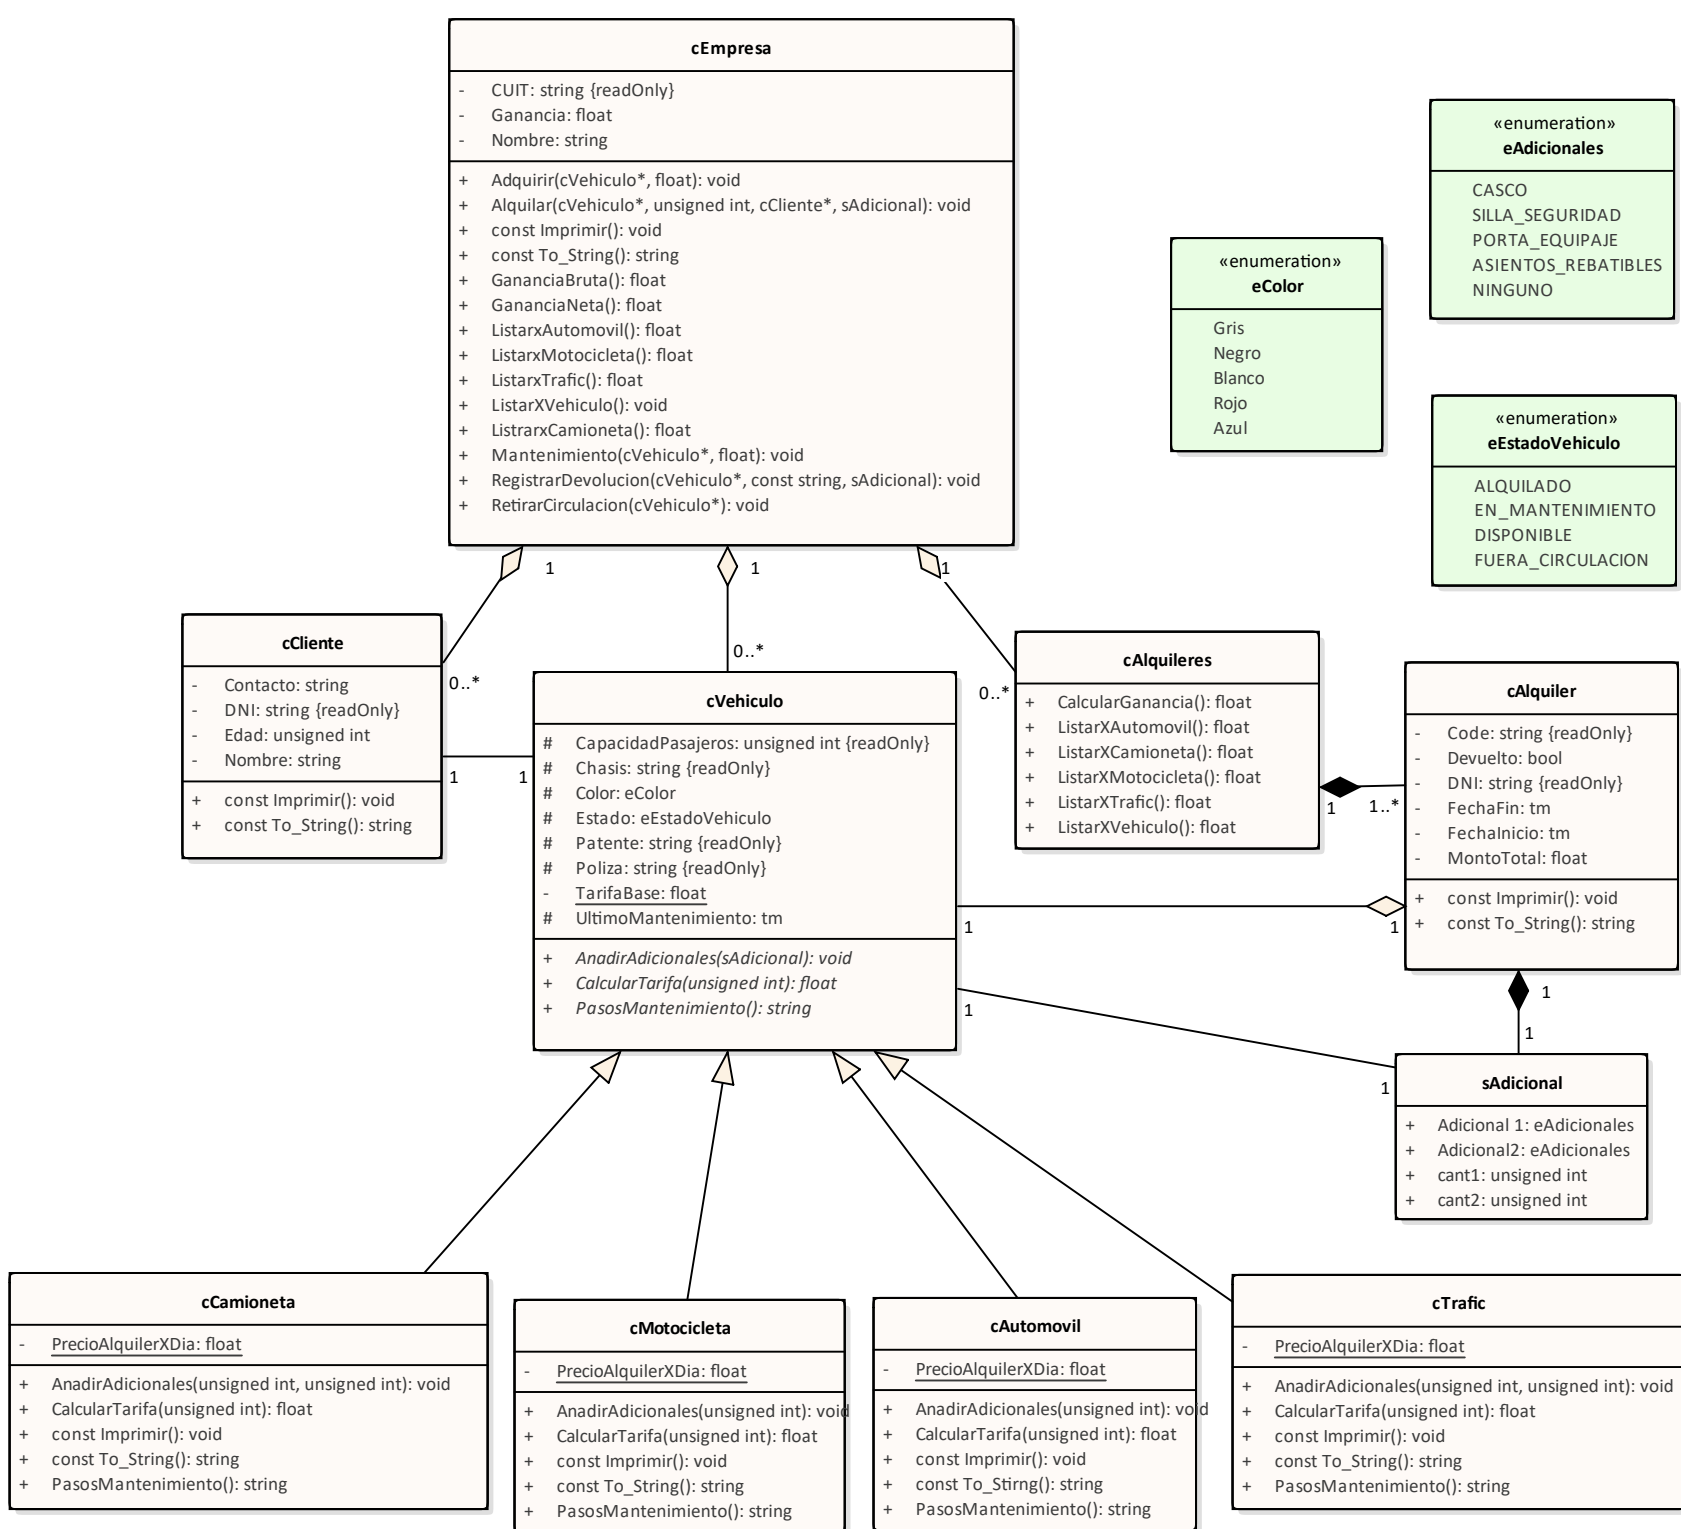 cEmpresa
- CUIT: string {readOnly}
- Ganancia: float
- Nombre: string
+ Adquirir(cVehiculo*, float): void
+ Alquilar(cVehiculo*, unsigned int, cCliente*, sAdicional): void
+ const Imprimir(): void
+ const To_String(): string
+ GananciaBruta(): float
+ GananciaNeta(): float
+ ListarxAutomovil(): float
+ ListarxMotocicleta(): float
+ ListarxTrafic(): float
+ ListarXVehiculo(): void
+ ListrarxCamioneta(): float
+ Mantenimiento(cVehiculo*, float): void
+ RegistrarDevolucion(cVehiculo*, const string, sAdicional): void
+ RetirarCirculacion(cVehiculo*): void
«enumeration»
eAdicionales
CASCO
SILLA_SEGURIDAD
PORTA_EQUIPAJE
ASIENTOS_REBATIBLES
NINGUNO
«enumeration»
eColor
Gris
Negro
Blanco
Rojo
Azul
«enumeration»
eEstadoVehiculo
ALQUILADO
EN_MANTENIMIENTO
DISPONIBLE
FUERA_CIRCULACION
1
1
1
0..*
0..*
0..*
cCliente
- Contacto: string
- DNI: string {readOnly}
- Edad: unsigned int
- Nombre: string
+ const Imprimir(): void
+ const To_String(): string
1
1
cVehiculo
# CapacidadPasajeros: unsigned int {readOnly}
# Chasis: string {readOnly}
# Color: eColor
# Estado: eEstadoVehiculo
# Patente: string {readOnly}
# Poliza: string {readOnly}
- TarifaBase: float
# UltimoMantenimiento: tm
+ AnadirAdicionales(sAdicional): void
+ CalcularTarifa(unsigned int): float
+ PasosMantenimiento(): string
cAlquileres
+ CalcularGanancia(): float
+ ListarXAutomovil(): float
+ ListarXCamioneta(): float
+ ListarXMotocicleta(): float
+ ListarXTrafic(): float
+ ListarXVehiculo(): float
1
1..*
cAlquiler
- Code: string {readOnly}
- Devuelto: bool
- DNI: string {readOnly}
- FechaFin: tm
- FechaInicio: tm
- MontoTotal: float
+ const Imprimir(): void
+ const To_String(): string
1
1
1
1
1
1
sAdicional
+ Adicional 1: eAdicionales
+ Adicional2: eAdicionales
+ cant1: unsigned int
+ cant2: unsigned int
cCamioneta
- PrecioAlquilerXDia: float
+ AnadirAdicionales(unsigned int, unsigned int): void
+ CalcularTarifa(unsigned int): float
+ const Imprimir(): void
+ const To_String(): string
+ PasosMantenimiento(): string
cMotocicleta
- PrecioAlquilerXDia: float
+ AnadirAdicionales(unsigned int): void
+ CalcularTarifa(unsigned int): float
+ const Imprimir(): void
+ const To_String(): string
+ PasosMantenimiento(): string
cAutomovil
- PrecioAlquilerXDia: float
+ AnadirAdicionales(unsigned int): void
+ CalcularTarifa(unsigned int): float
+ const Imprimir(): void
+ const To_Stirng(): string
+ PasosMantenimiento(): string
cTrafic
- PrecioAlquilerXDia: float
+ AnadirAdicionales(unsigned int, unsigned int): void
+ CalcularTarifa(unsigned int): float
+ const Imprimir(): void
+ const To_String(): string
+ PasosMantenimiento(): string